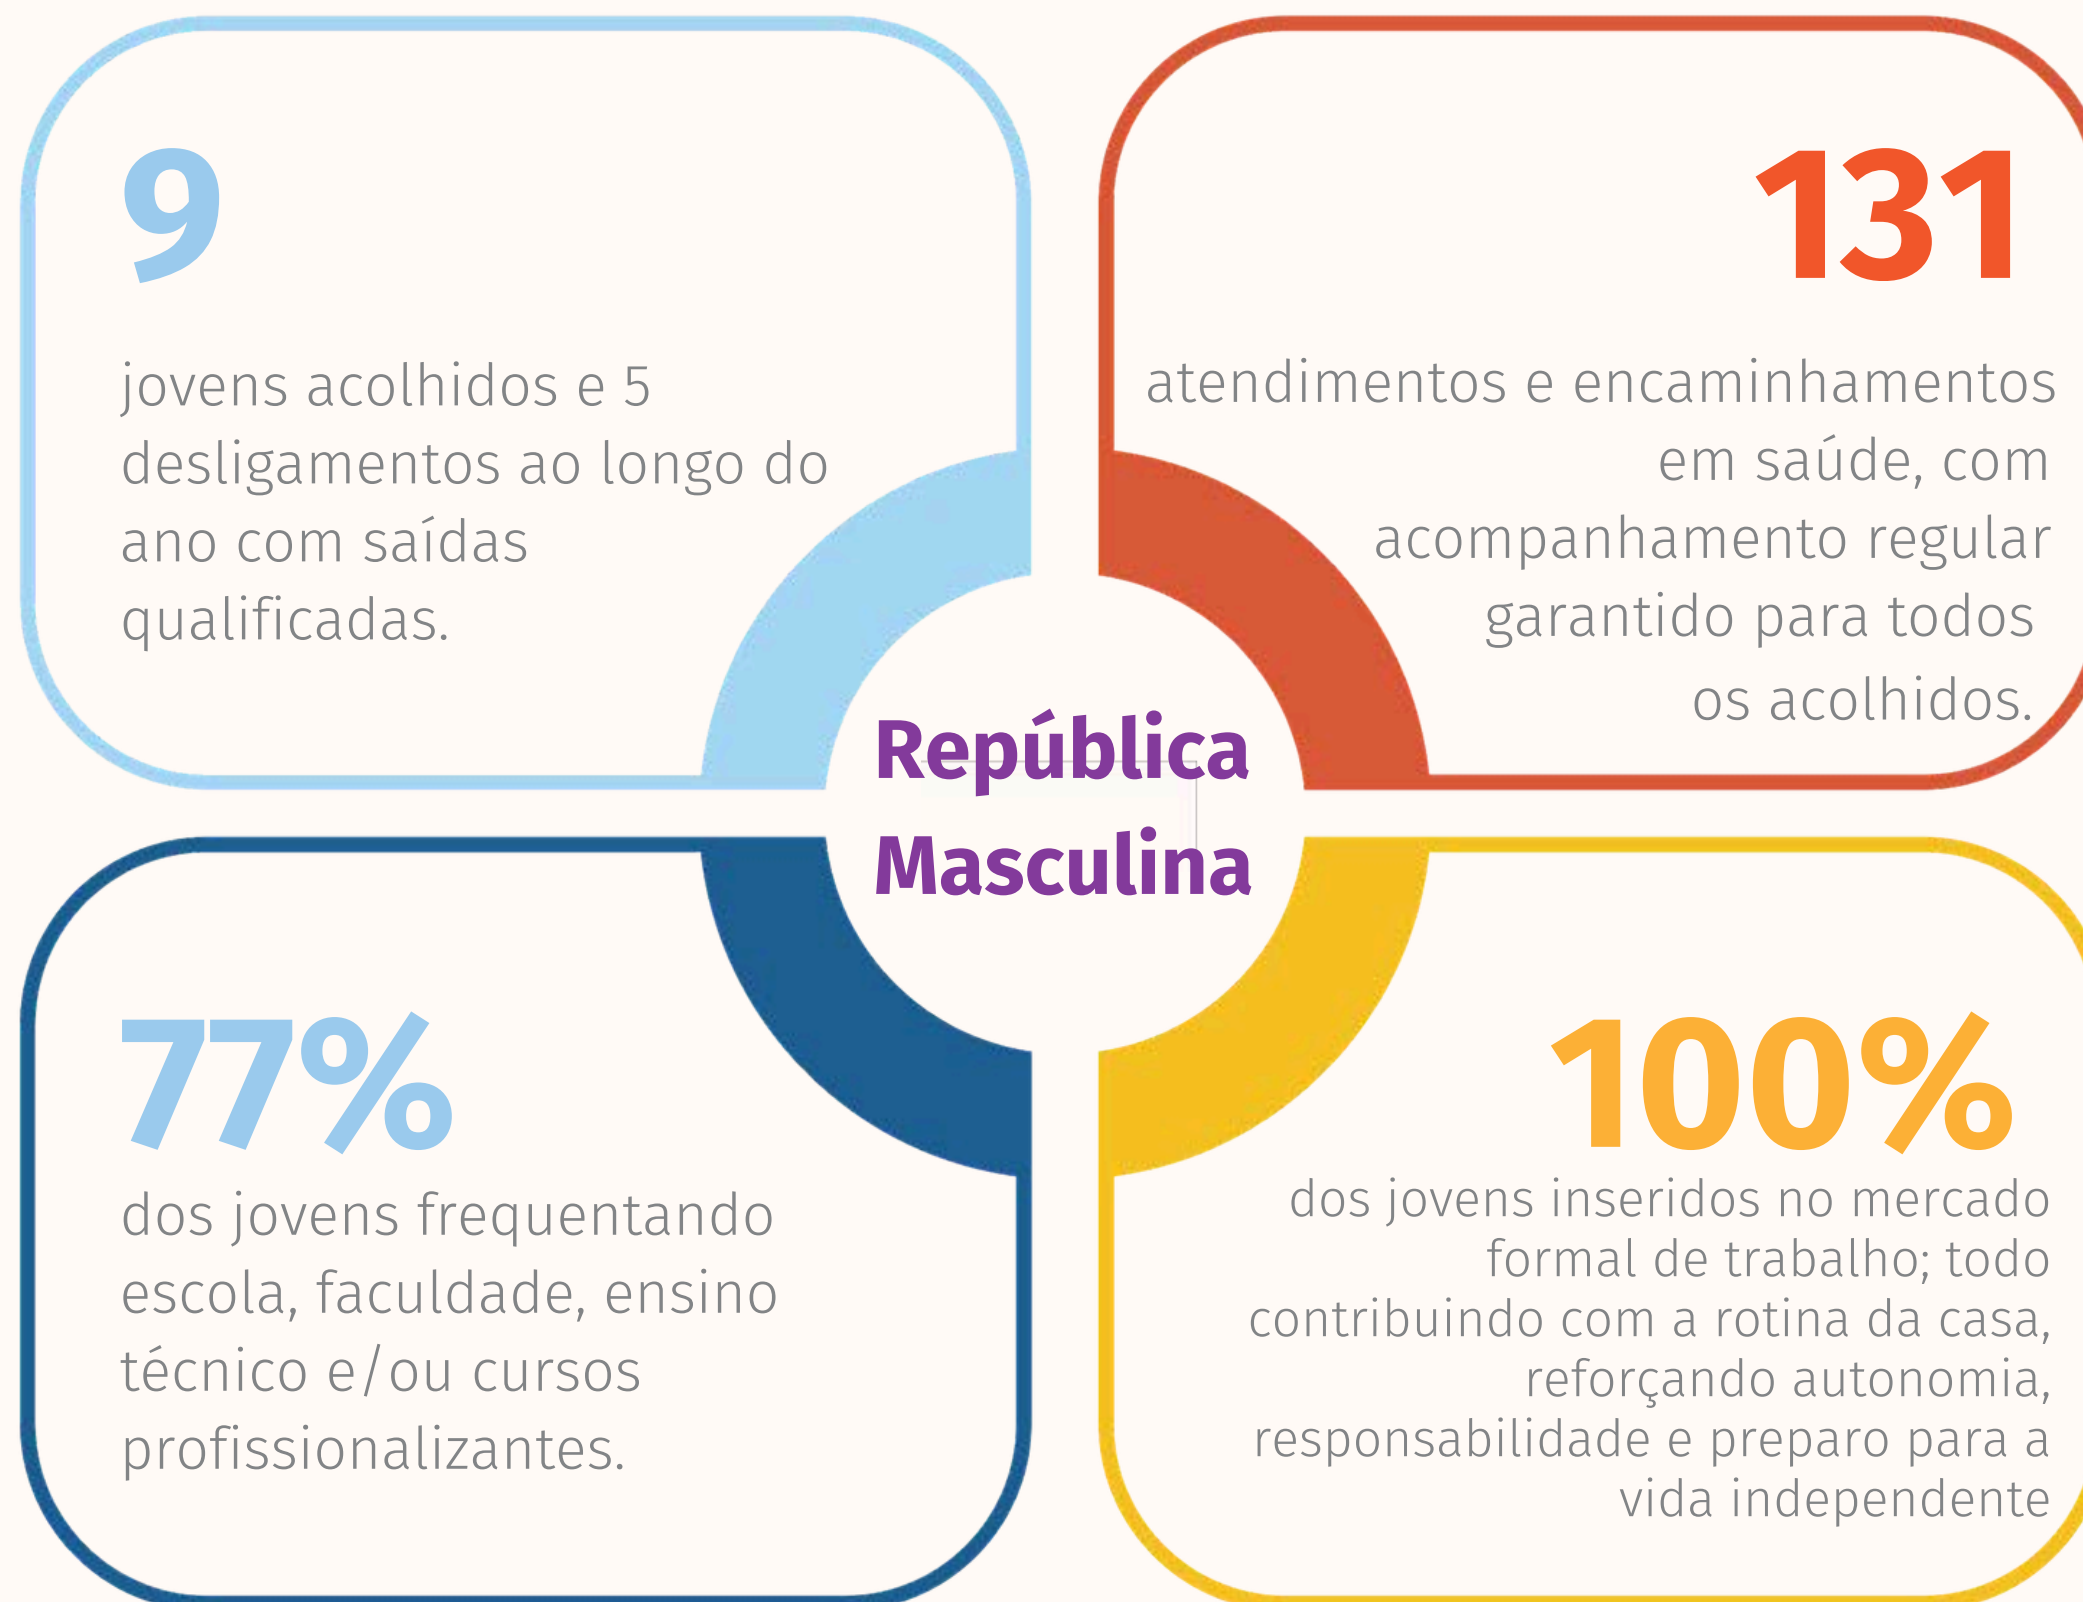 9
jovens acolhidos e 5
desligamentos ao longo do
ano com saídas
qualificadas.
131
atendimentos e encaminhamentos
em saúde, com
acompanhamento regular
garantido para todos
os acolhidos.
República
Masculina
77%
dos jovens frequentando
escola, faculdade, ensino
técnico e/ou cursos
profissionalizantes.
100%
dos jovens inseridos no mercado
formal de trabalho; todo
contribuindo com a rotina da casa,
reforçando autonomia,
responsabilidade e preparo para a
vida independente